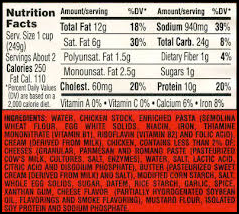 Nutrition Facts
Serv. Size 1 cup (249g)
Servings About 2
Calories 250
Fat Cal. 110
*Percent Daily Values (DV) are based on a 2,000 calorie diet.
Amount/serving %DV*
Total Fat 12g 18%
Sat. Fat 6g 30%
Polyunsat. Fat 1.5g
Monounsat. Fat 2.5g
Cholest. 60mg 20%
Amount/serving %DV*
Sodium 940mg 39%
Total Carb. 24g 8%
Dietary Fiber 1g 4%
Sugars 1g
Protein 10g 20%
Vitamin A 0% • Vitamin C 0% • Calcium 6% • Iron 8%
INGREDIENTS: WATER, CHICKEN STOCK, ENRICHED PASTA (SEMOLINA
WHEAT FLOUR, EGG WHITE SOLIDS, NIACIN, IRON, THIAMINE
MONONITRATE [VITAMIN B1], RIBOFLAVIN [VITAMIN B2] AND FOLIC ACID),
CREAM (DERIVED FROM MILK), CHICKEN, CONTAINS LESS THAN 2% OF:
CHEESES (GRANULAR, PARMESAN AND ROMANO PASTE [PASTEURIZED
COW'S MILK, CULTURES, SALT, ENZYMES], WATER, SALT, LACTIC ACID,
CITRIC ACID AND DISODIUM PHOSPHATE), BUTTER (PASTEURIZED SWEET
CREAM [DERIVED FROM MILK] AND SALT), MODIFIED CORN STARCH, SALT,
WHOLE EGG SOLIDS, SUGAR, DATEM, RICE STARCH, GARLIC, SPICE,
XANTHAN GUM, CHEESE FLAVOR (PARTIALLY HYDROGENATED SOYBEAN
OIL, FLAVORINGS AND SMOKE FLAVORING), MUSTARD FLOUR, ISOLATED
SOY PROTEIN AND SODIUM PHOSPHATE